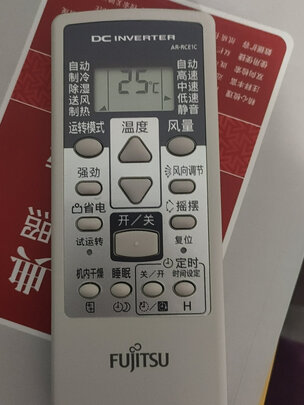 DC INVERTER
AR-RCE1C
自动
制冷
除湿
送风
制热
25℃
自动
高速
中速
低速
静音
运转模式
温度
风量
强劲
风向调节
凸省电
摇摆
开/关
试运转
复位
定时
机内干燥
睡眠
关/开
时间设定
H
FUJITSU
典
照